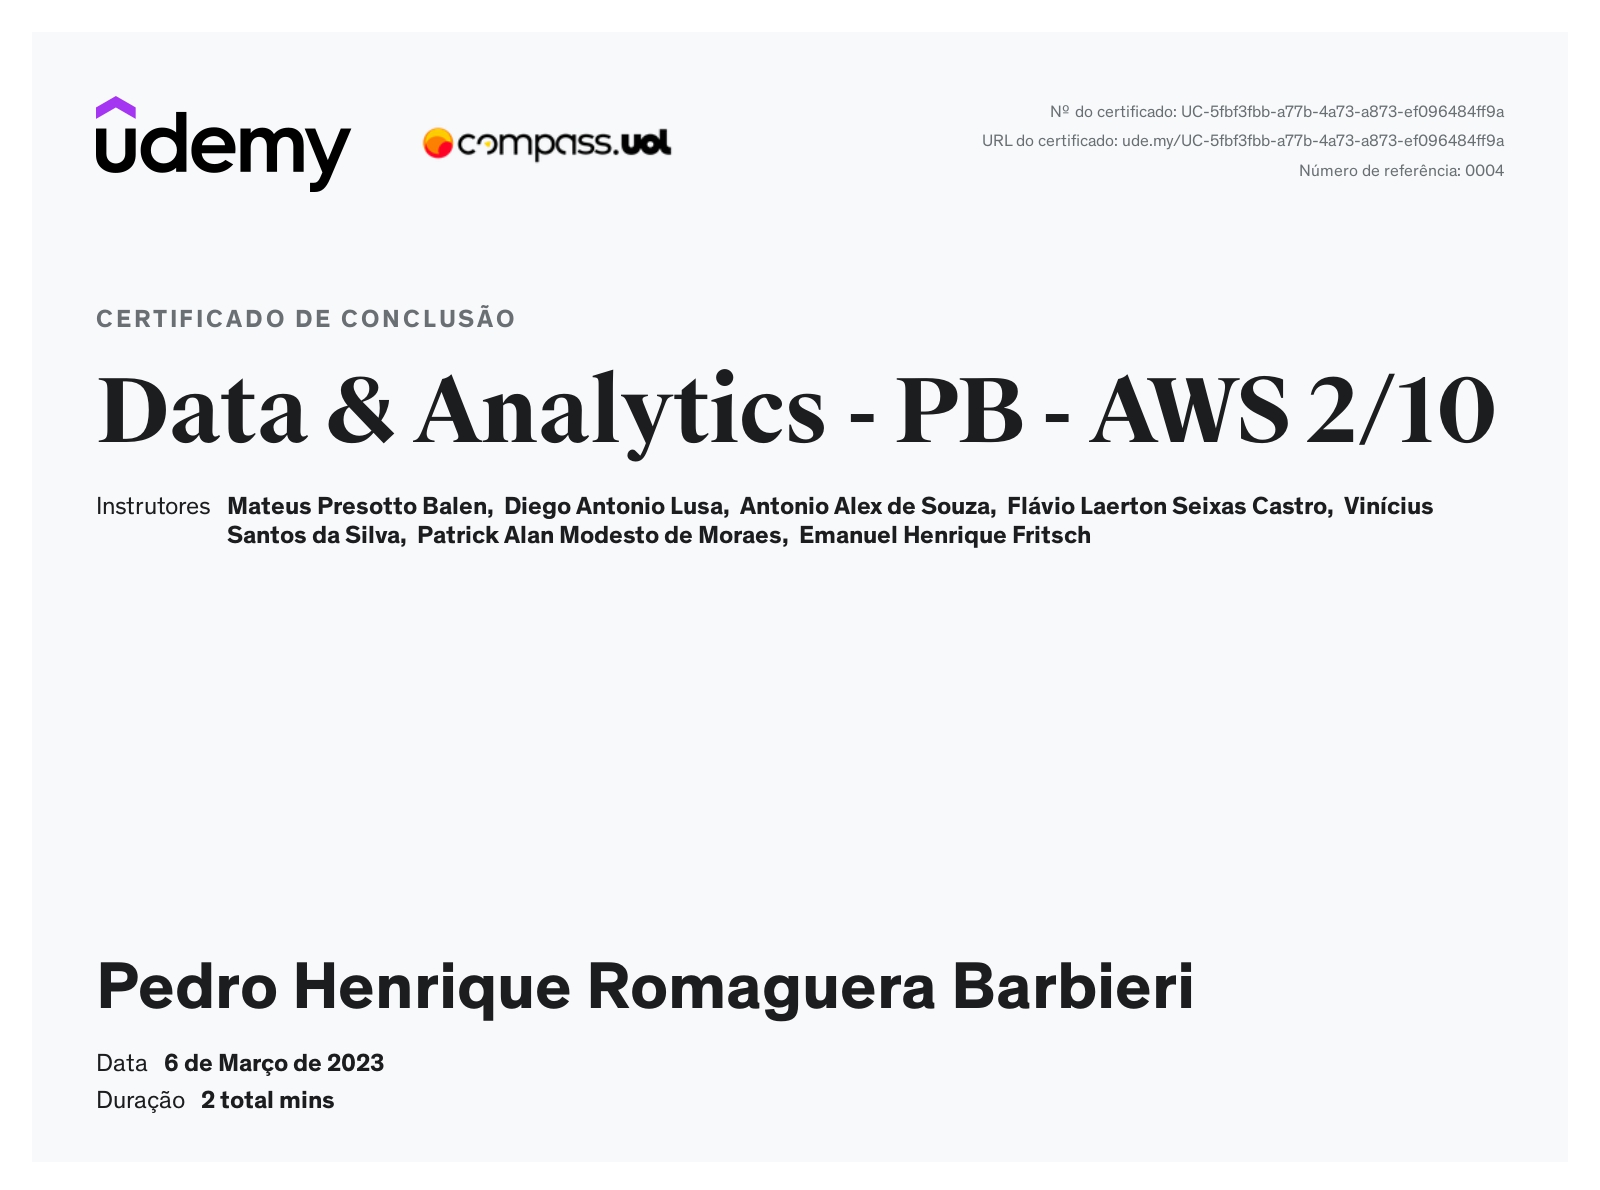 udemy
compass.uol
Nº do certificado: UC-5fbf3fbb-a77b-4a73-a873-ef096484ff9a
URL do certificado: ude.my/UC-5fbf3fbb-a77b-4a73-a873-ef096484ff9a
Número de referência: 0004
CERTIFICADO DE CONCLUSÃO
Data & Analytics - PB - AWS 2/10
Instrutores Mateus Presotto Balen, Diego Antonio Lusa, Antonio Alex de Souza, Flávio Laerton Seixas Castro, Vinícius
Santos da Silva, Patrick Alan Modesto de Moraes, Emanuel Henrique Fritsch
Pedro Henrique Romaguera Barbieri
Data 6 de Março de 2023
Duração 2 total mins